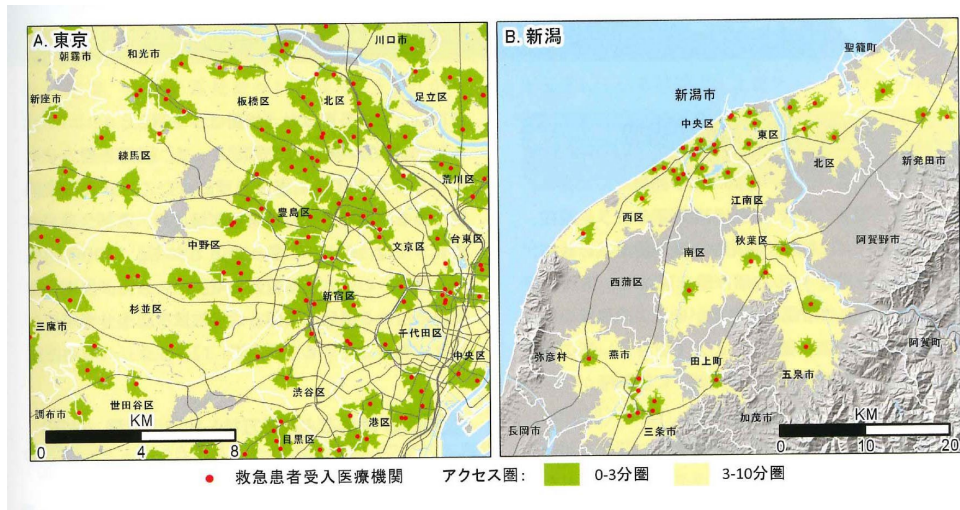 A. 東京
朝霧市
和光市
川口市
新座市
板橋区
北区
足立区
練馬区
荒川区
豊島区
文京区
台東区
中野区
新宿区
杉並区
千代田区
三鷹市
中央区
渋谷区
世田谷区
調布市
港区
目黒区
KM
0 4 8
B. 新潟
聖籠町
新潟市
中央区
東区
北区
新発田市
江南区
西区
秋葉区
阿賀野市
南区
西蒲区
弥彦村
燕市
田上町
阿賀町
五泉市
長岡市
三条市
加茂市
KM
0 10 20
救急患者受入医療機関 アクセス圏: 0-3分圏 3-10分圏